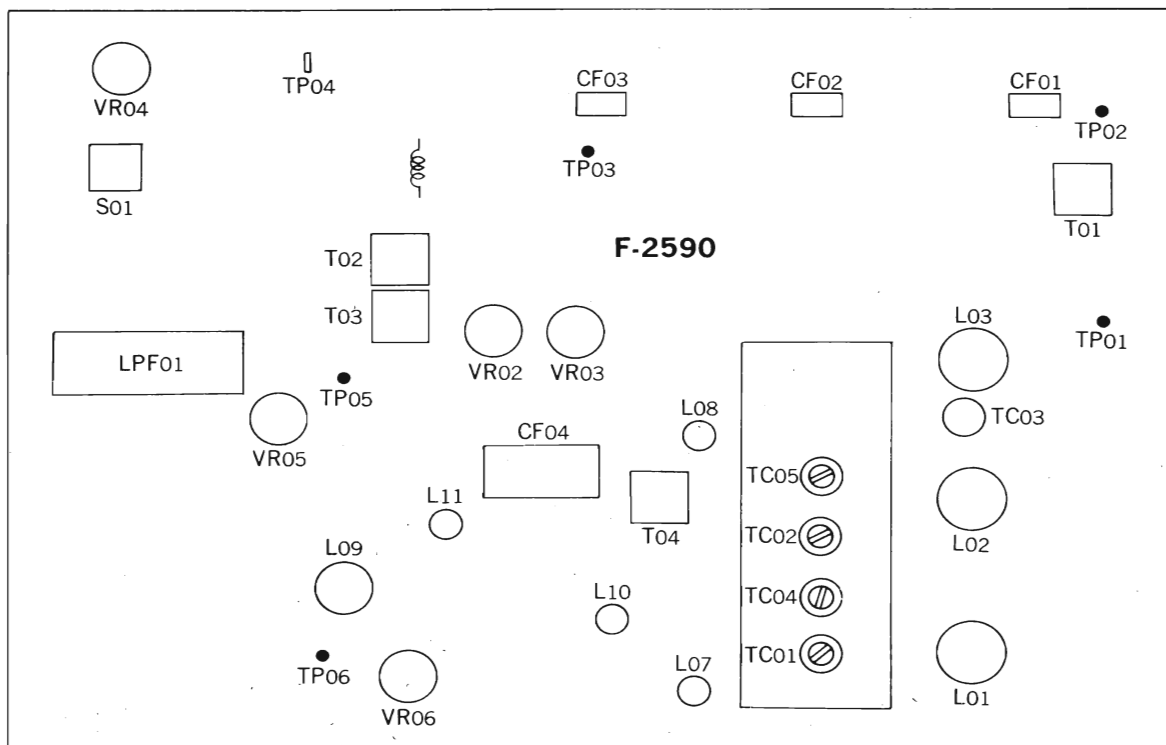 CF03
CF02
CF01
TP04
VR04
TP02
TP03
S01
T01
T02
F-2590
T03
L03
TP01
LPF01
VR02
VR03
TP05
L08
TC03
CF04
VR05
TC05
L11
T04
TC02
L02
L09
L10
TC04
TC01
TP06
L07
L01
VR06